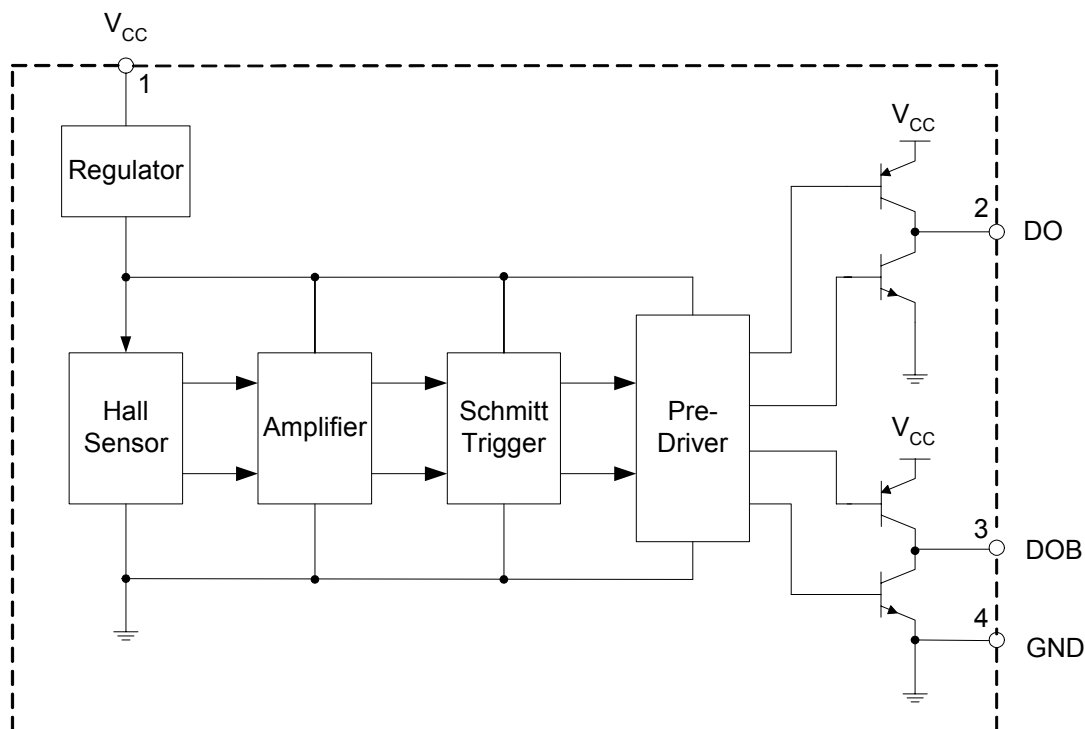 VCC
1
Regulator
VCC
2
DO
Hall
Sensor
Amplifier
Schmitt
Trigger
Pre-
Driver
VCC
3
DOB
4
GND